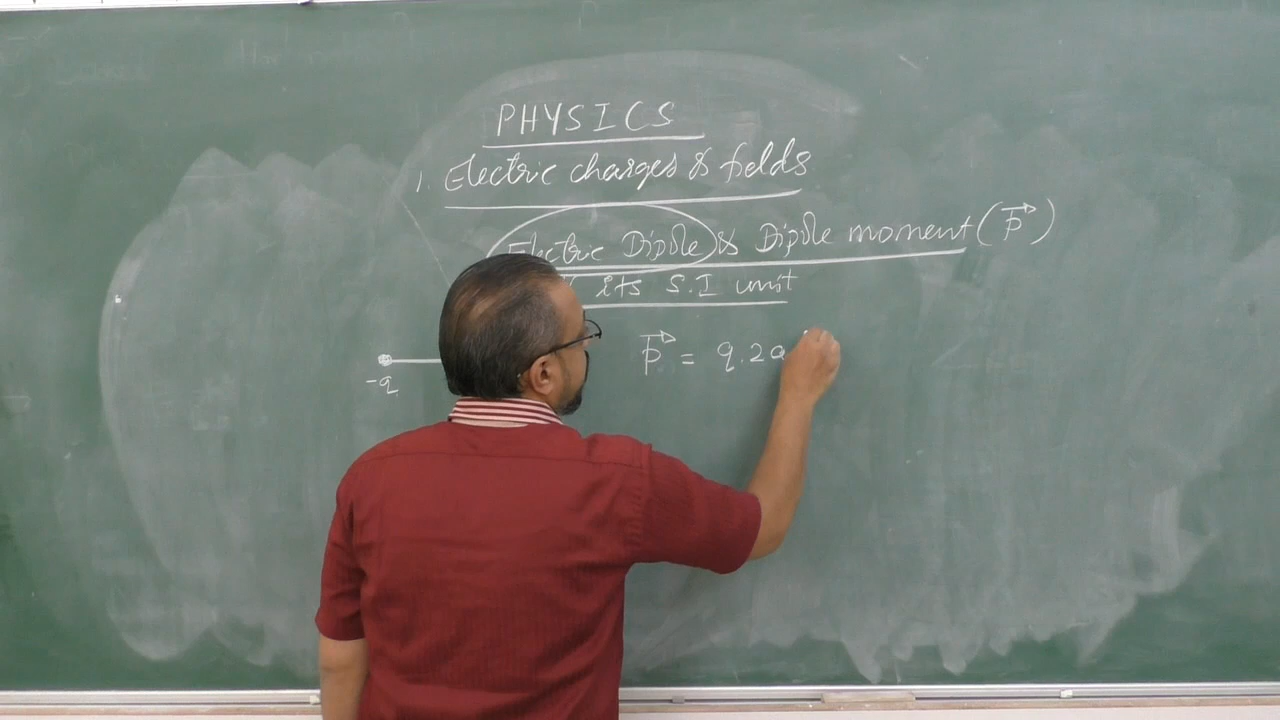 PHYSICS
1. Electric charges & fields
Electric Dipole & Dipole moment (p⃗)
its S.I unit
p⃗ = q.2a
-q